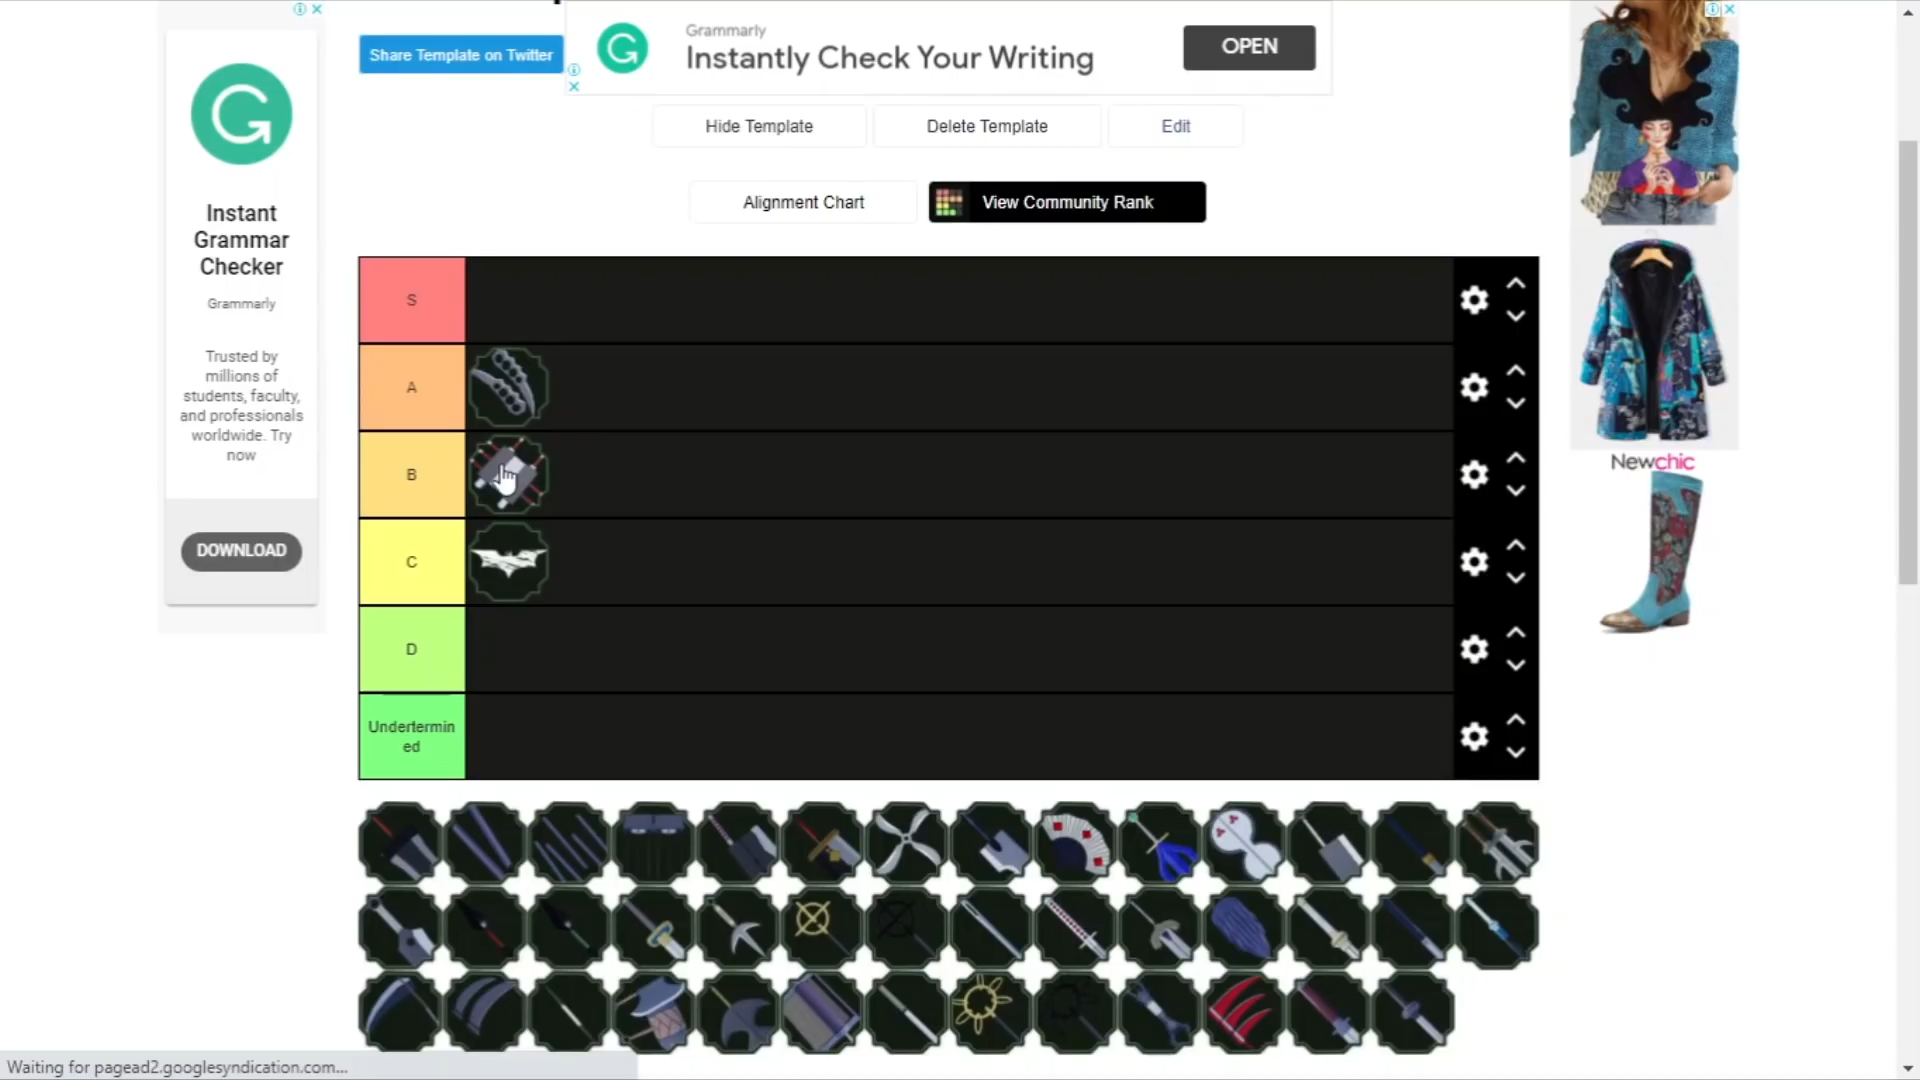 Share Template on Twitter
Grammarly
Instantly Check Your Writing
OPEN
Hide Template
Delete Template
Edit
Alignment Chart
View Community Rank
Instant
Grammar
Checker
Grammarly
Trusted by
millions of
students, faculty,
and professionals
worldwide. Try
now
DOWNLOAD
S
A
B
C
D
Undertermin
ed
Newchic
Waiting for pagead2.googlesyndication.com...